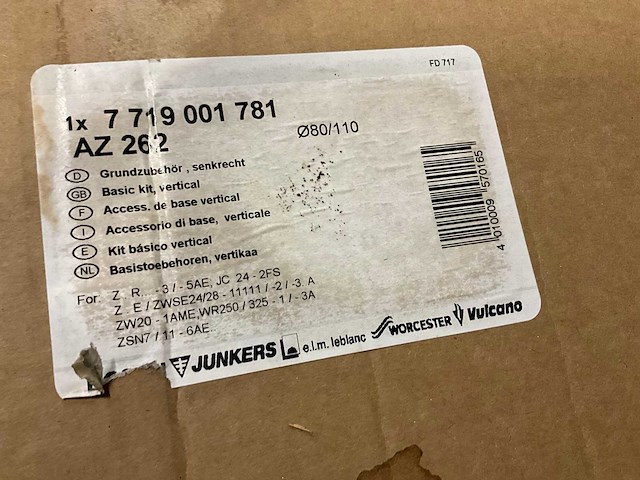 FD 717
1x 7 719 001 781
AZ 262
Ø80/110
D Grundzubehör, senkrecht
GB Basic kit, vertical
F Access. de base vertical
I Accessorio di base, verticale
E Kit básico vertical
NL Basistoebehoren, vertikaa
For. Z . R. . . -3 / - 5AE, JC 24 - 2FS
Z . . E / ZWSE24/28 - 11111 / -2 / -3. A
ZW20 - 1AME,WR250 / 325 - 1 / - 3A
ZSN7 / 11 - 6AE
4 010009 570165
JUNKERS e.l.m. leblanc WORCESTER Vulcano